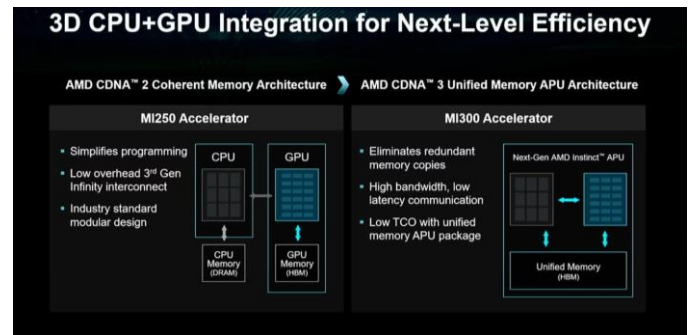 3D CPU+GPU Integration for Next-Level Efficiency
AMD CDNA™ 2 Coherent Memory Architecture
AMD CDNA™ 3 Unified Memory APU Architecture
MI250 Accelerator
▪ Simplifies programming
▪ Low overhead 3rd Gen
Infinity interconnect
▪ Industry standard
modular design
CPU
GPU
CPU
Memory
(DRAM)
GPU
Memory
(HBM)
MI300 Accelerator
▪ Eliminates redundant
memory copies
▪ High bandwidth, low
latency communication
▪ Low TCO with unified
memory APU package
Next-Gen AMD Instinct™ APU
Unified Memory
(HBM)